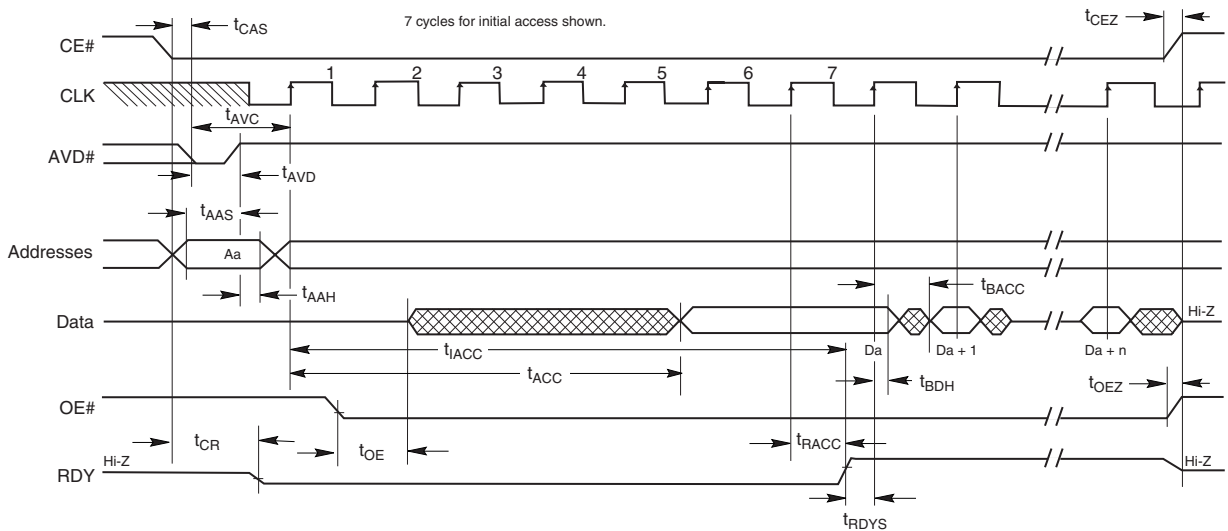 7 cycles for initial access shown.
tCAS
tCEZ
CE#
1 2 3 4 5 6 7
CLK
tAVC
AVD#
tAVD
tAAS
Addresses
Aa
tAAH
tBACC
Data
Hi-Z
tIACC
Da
Da + 1
Da + n
tACC
tBDH
tOEZ
OE#
tCR
tOE
tRACC
Hi-Z
Hi-Z
RDY
tRDYS